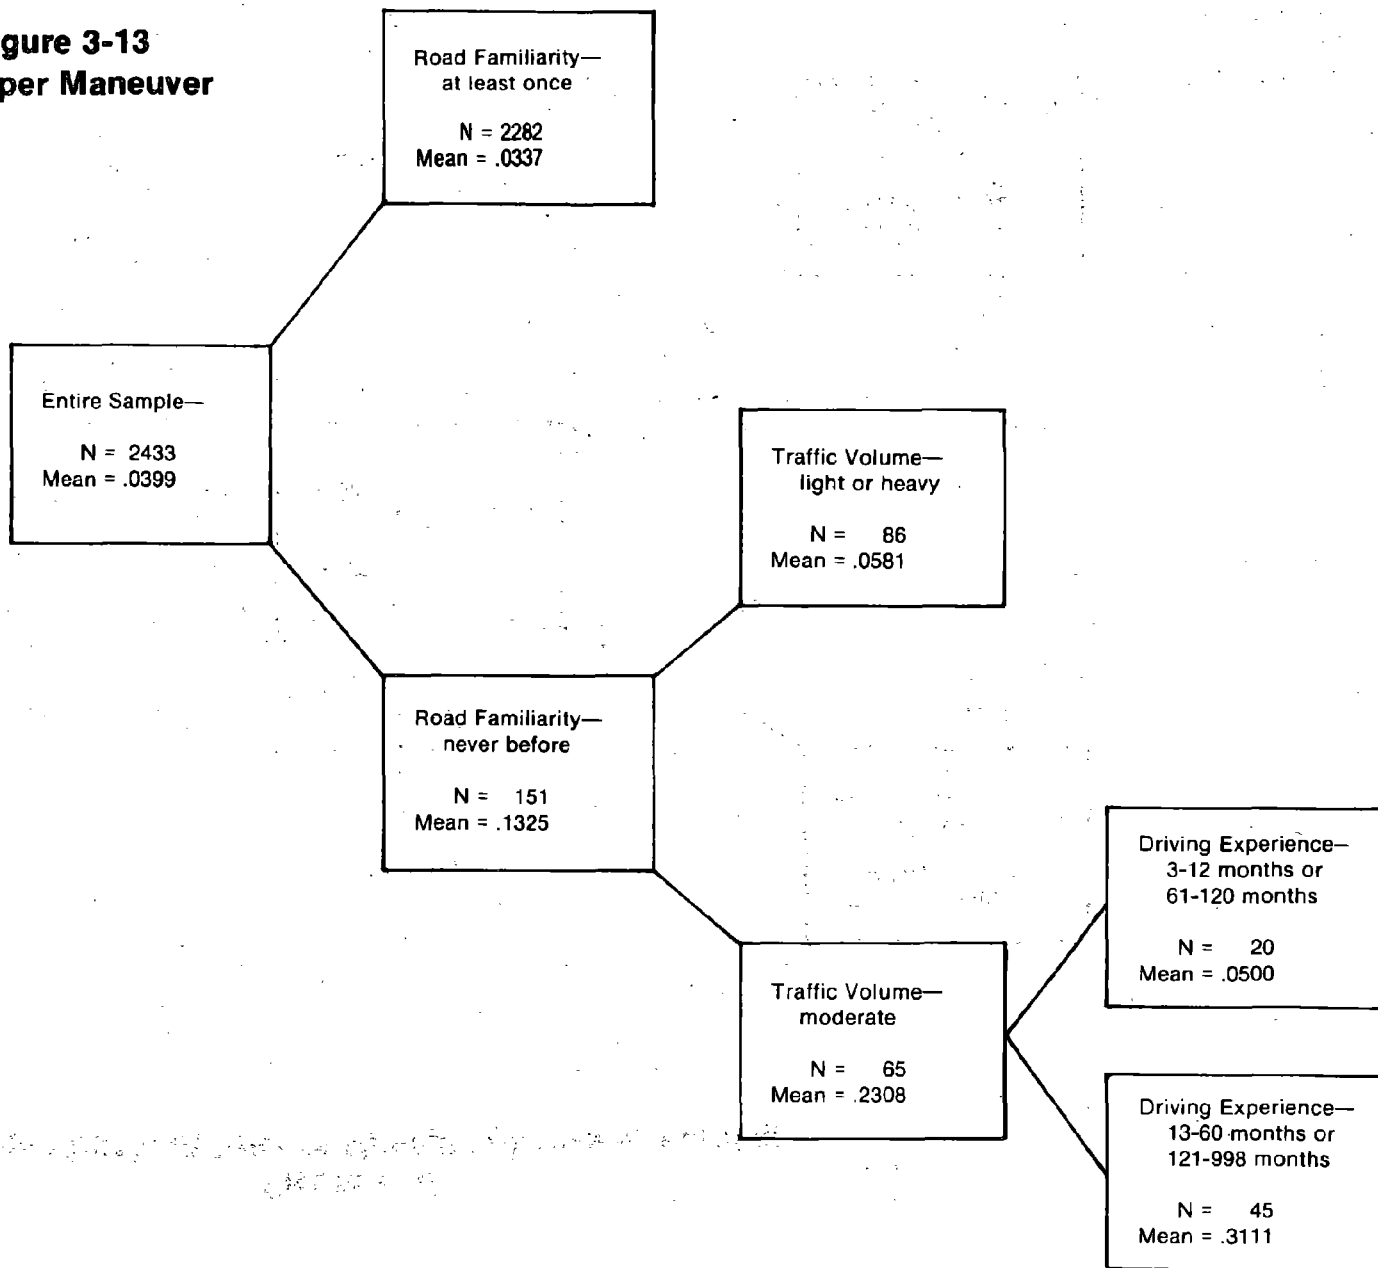 gure 3-13
per Maneuver
Road Familiarity—
at least once
N = 2282
Mean = .0337
Entire Sample—
N = 2433
Mean = .0399
Traffic Volume—
light or heavy
N = 86
Mean = .0581
Road Familiarity—
never before
N = 151
Mean = .1325
Traffic Volume—
moderate
N = 65
Mean = .2308
Driving Experience—
3-12 months or
61-120 months
N = 20
Mean = .0500
Driving Experience—
13-60 months or
121-998 months
N = 45
Mean = .3111